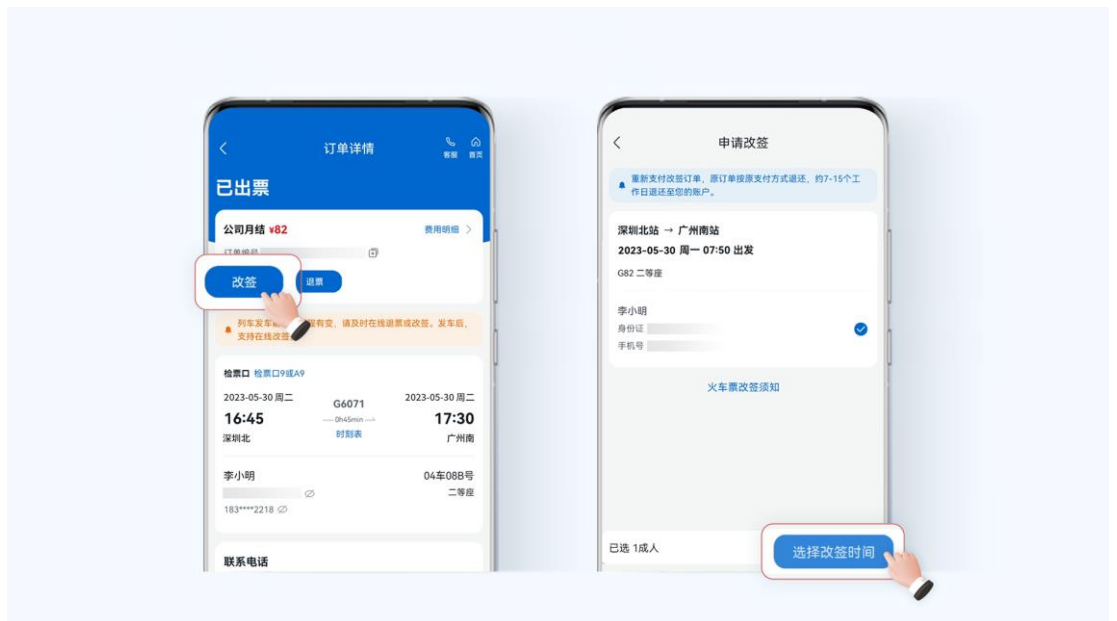 订单详情
客服 首页
已出票
公司月结 ¥82 费用明细
订单编号
改签 退票
列车发车 有变，请及时在线退票或改签。发车后，
支持在线改签
检票口 检票口9或A9
2023-05-30 周二 2023-05-30 周二
G6071
16:45 0h45min 17:30
深圳北 时刻表 广州南
李小明 04车08B号
二等座
183****2218
联系电话
申请改签
重新支付改签订单，原订单按原支付方式退还，约7-15个工
作日退还至您的账户。
深圳北站 → 广州南站
2023-05-30 周一 07:50 出发
G82 二等座
李小明
身份证
手机号
火车票改签须知
已选 1成人 选择改签时间